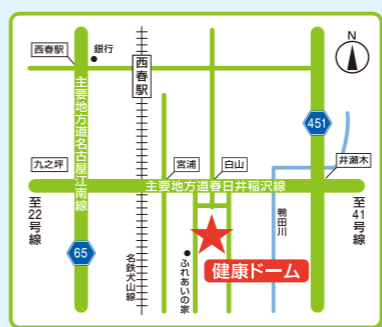 N
西春駅
銀行
西春駅
主要地方道名古屋江南線
451
九之坪
宮浦
白山
井瀬木
主要地方道春日井稲沢線
至22号線
至41号線
鴨田川
65
名鉄犬山線
ふれあいの家
健康ドーム